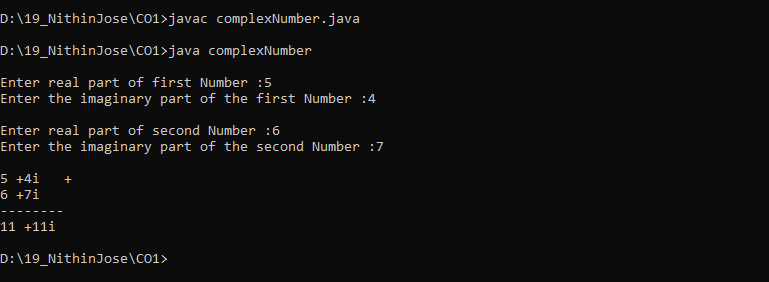 D:\19_NithinJose\CO1>javac complexNumber.java
D:\19_NithinJose\CO1>java complexNumber
Enter real part of first Number :5
Enter the imaginary part of the first Number :4
Enter real part of second Number :6
Enter the imaginary part of the second Number :7
5 +4i   +
6 +7i
--------
11 +11i
D:\19_NithinJose\CO1>